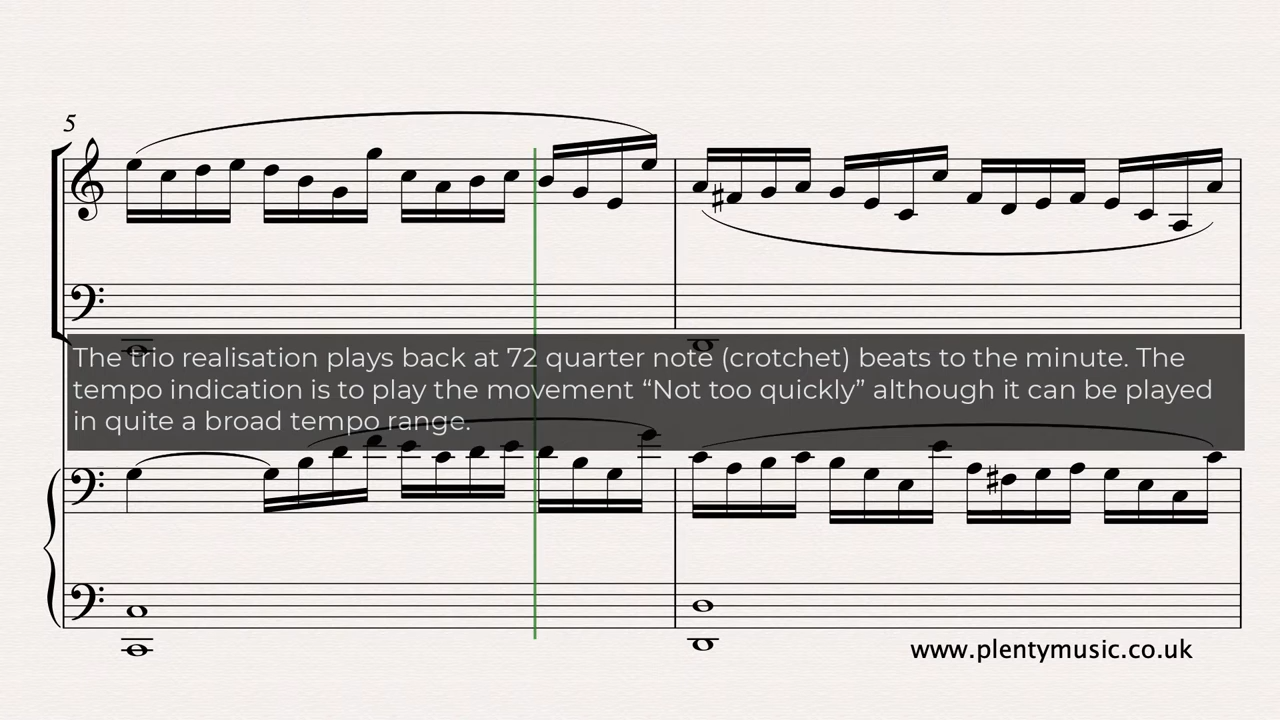 5
The trio realisation plays back at 72 quarter note (crotchet) beats to the minute. The
tempo indication is to play the movement “Not too quickly” although it can be played
in quite a broad tempo range.
www.plentymusic.co.uk